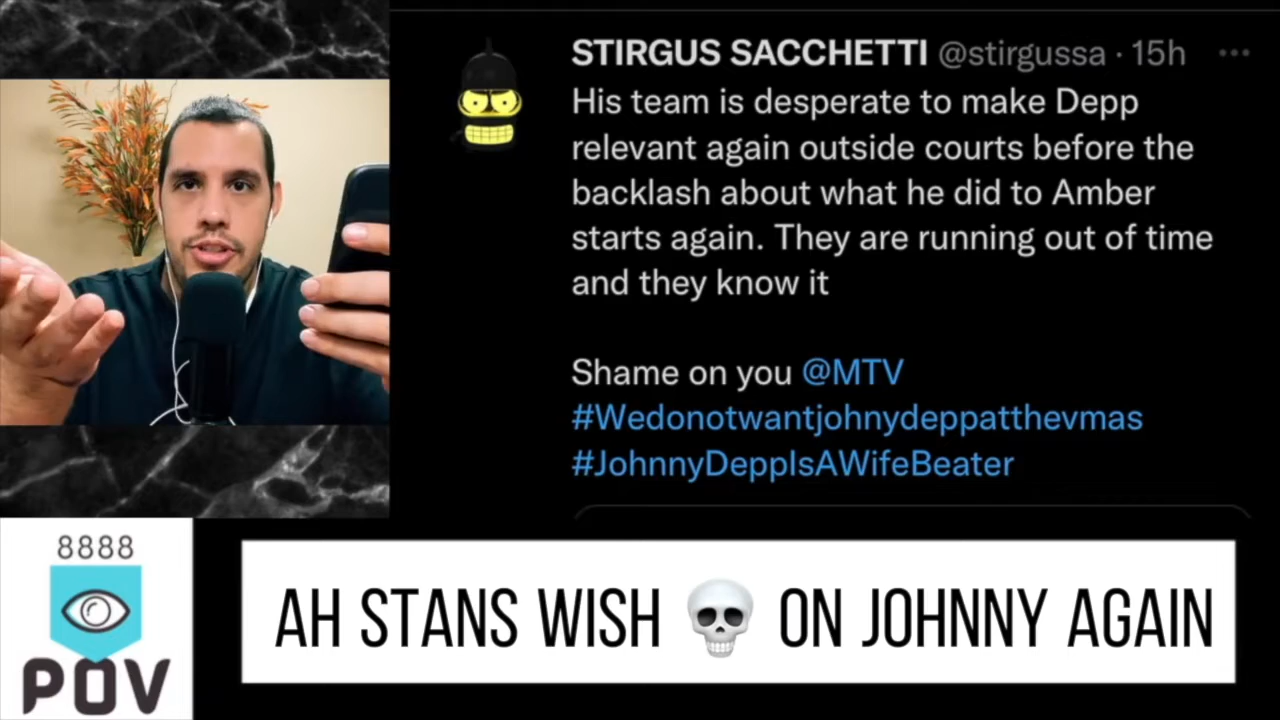 STIRGUS SACCHETTI @stirgussa · 15h ...
His team is desperate to make Depp
relevant again outside courts before the
backlash about what he did to Amber
starts again. They are running out of time
and they know it
Shame on you @MTV
#Wedonotwantjohnydeppatthevmas
#JohnnyDeppIsAWifeBeater
8888
POV
AH STANS WISH 💀 ON JOHNNY AGAIN